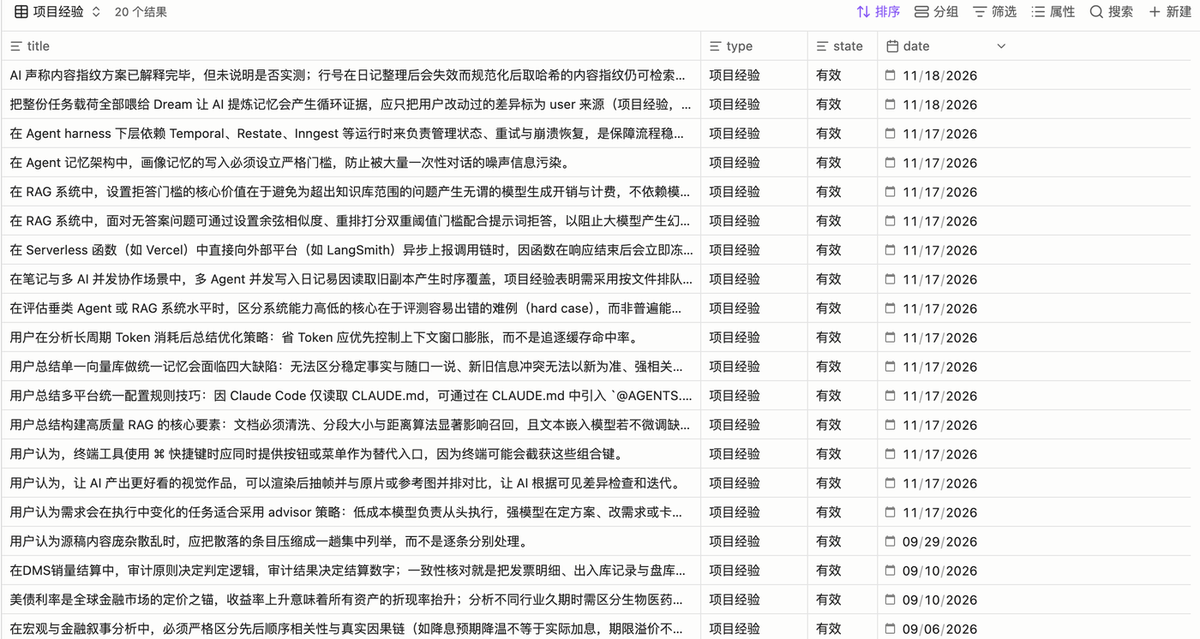 项目经验 20 个结果 排序 分组 筛选 属性 搜索 新建
title type state date
AI 声称内容指纹方案已解释完毕，但未说明是否实测；行号在日记整理后会失效而规范化后取哈希的内容指纹仍可检索... 项目经验 有效 11/18/2026
把整份任务载荷全部喂给 Dream 让 AI 提炼记忆会产生循环证据，应只把用户改动过的差异标为 user 来源（项目经验，... 项目经验 有效 11/18/2026
在 Agent harness 下层依赖 Temporal、Restate、Inngest 等运行时来负责管理状态、重试与崩溃恢复，是保障流程稳... 项目经验 有效 11/17/2026
在 Agent 记忆架构中，画像记忆的写入必须设立严格门槛，防止被大量一次性对话的噪声信息污染。 项目经验 有效 11/17/2026
在 RAG 系统中，设置拒答门槛的核心价值在于避免为超出知识库范围的问题产生无谓的模型生成开销与计费，不依赖模... 项目经验 有效 11/17/2026
在 RAG 系统中，面对无答案问题可通过设置余弦相似度、重排打分双重阈值门槛配合提示词拒答，以阻止大模型产生幻... 项目经验 有效 11/17/2026
在 Serverless 函数（如 Vercel）中直接向外部平台（如 LangSmith）异步上报调用链时，因函数在响应结束后会立即冻... 项目经验 有效 11/17/2026
在笔记与多 AI 并发协作场景中，多 Agent 并发写入日记易因读取旧副本产生时序覆盖，项目经验表明需采用按文件排队... 项目经验 有效 11/17/2026
在评估垂类 Agent 或 RAG 系统水平时，区分系统能力高低的核心在于评测容易出错的难例（hard case），而非普遍能... 项目经验 有效 11/17/2026
用户在分析长周期 Token 消耗后总结优化策略：省 Token 应优先控制上下文窗口膨胀，而不是追逐缓存命中率。 项目经验 有效 11/17/2026
用户总结单一向量库做统一记忆会面临四大缺陷：无法区分稳定事实与随口一说、新旧信息冲突无法以新为准、强相关... 项目经验 有效 11/17/2026
用户总结多平台统一配置规则技巧：因 Claude Code 仅读取 CLAUDE.md，可通过在 CLAUDE.md 中引入 `@AGENTS.... 项目经验 有效 11/17/2026
用户总结构建高质量 RAG 的核心要素：文档必须清洗、分段大小与距离算法显著影响召回，且文本嵌入模型若不微调缺... 项目经验 有效 11/17/2026
用户认为，终端工具使用 ⌘ 快捷键时应同时提供按钮或菜单作为替代入口，因为终端可能会截获这些组合键。 项目经验 有效 11/17/2026
用户认为，让 AI 产出更好看的视觉作品，可以渲染后抽帧并与原片或参考图并排对比，让 AI 根据可见差异检查和迭代。 项目经验 有效 11/17/2026
用户认为需求会在执行中变化的任务适合采用 advisor 策略：低成本模型负责从头执行，强模型在定方案、改需求或卡... 项目经验 有效 11/17/2026
用户认为源稿内容庞杂散乱时，应把散落的条目压缩成一趟集中列举，而不是逐条分别处理。 项目经验 有效 09/29/2026
在DMS销量结算中，审计原则决定判定逻辑，审计结果决定结算数字；一致性核对就是把发票明细、出入库记录与盘库... 项目经验 有效 09/10/2026
美债利率是全球金融市场的定价之锚，收益率上升意味着所有资产的折现率抬升；分析不同行业久期时需区分生物医药... 项目经验 有效 09/10/2026
在宏观与金融叙事分析中，必须严格区分先后顺序相关性与真实因果链（如降息预期降温不等于实际加息，期限溢价不... 项目经验 有效 09/06/2026